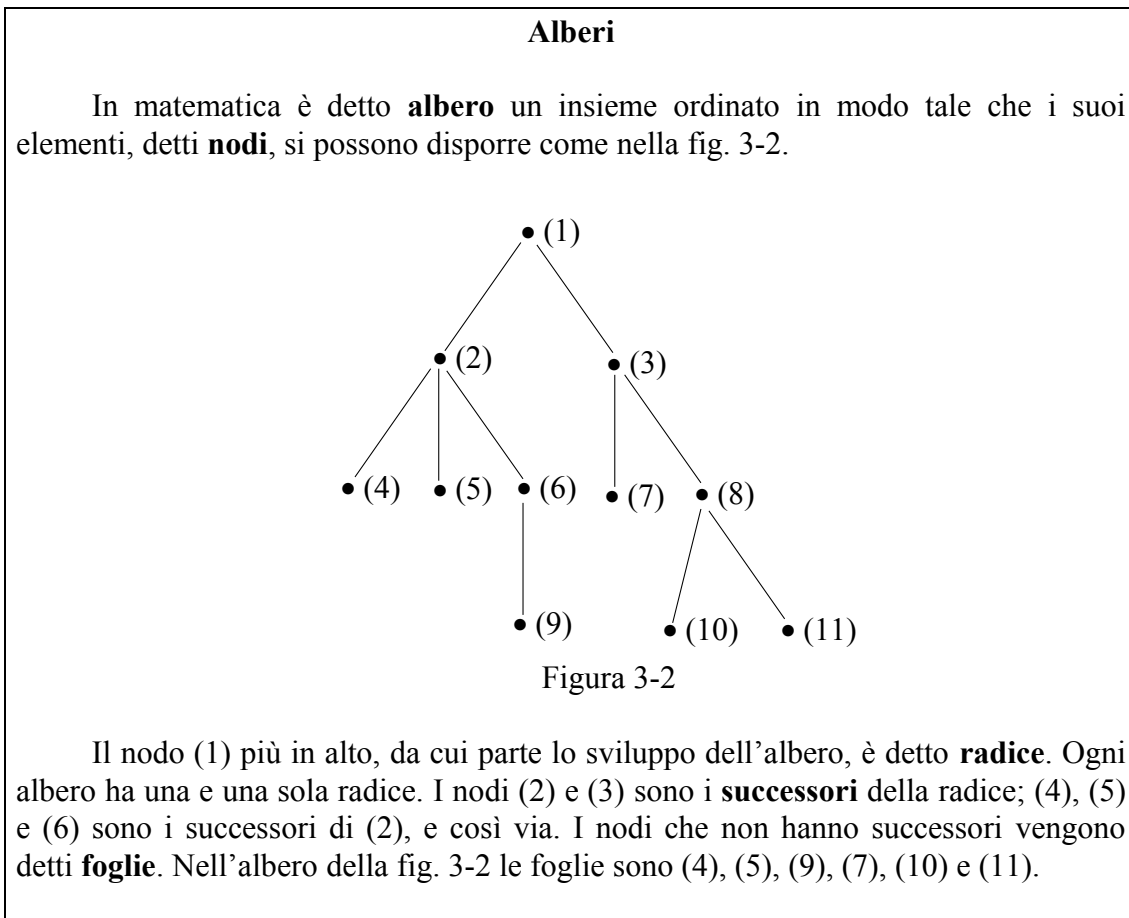 Alberi
In matematica è detto albero un insieme ordinato in modo tale che i suoi
elementi, detti nodi, si possono disporre come nella fig. 3-2.
(1)
(2) (3)
(4) (5) (6) (7) (8)
(9) (10) (11)
Figura 3-2
Il nodo (1) più in alto, da cui parte lo sviluppo dell’albero, è detto radice. Ogni
albero ha una e una sola radice. I nodi (2) e (3) sono i successori della radice; (4), (5)
e (6) sono i successori di (2), e così via. I nodi che non hanno successori vengono
detti foglie. Nell’albero della fig. 3-2 le foglie sono (4), (5), (9), (7), (10) e (11).